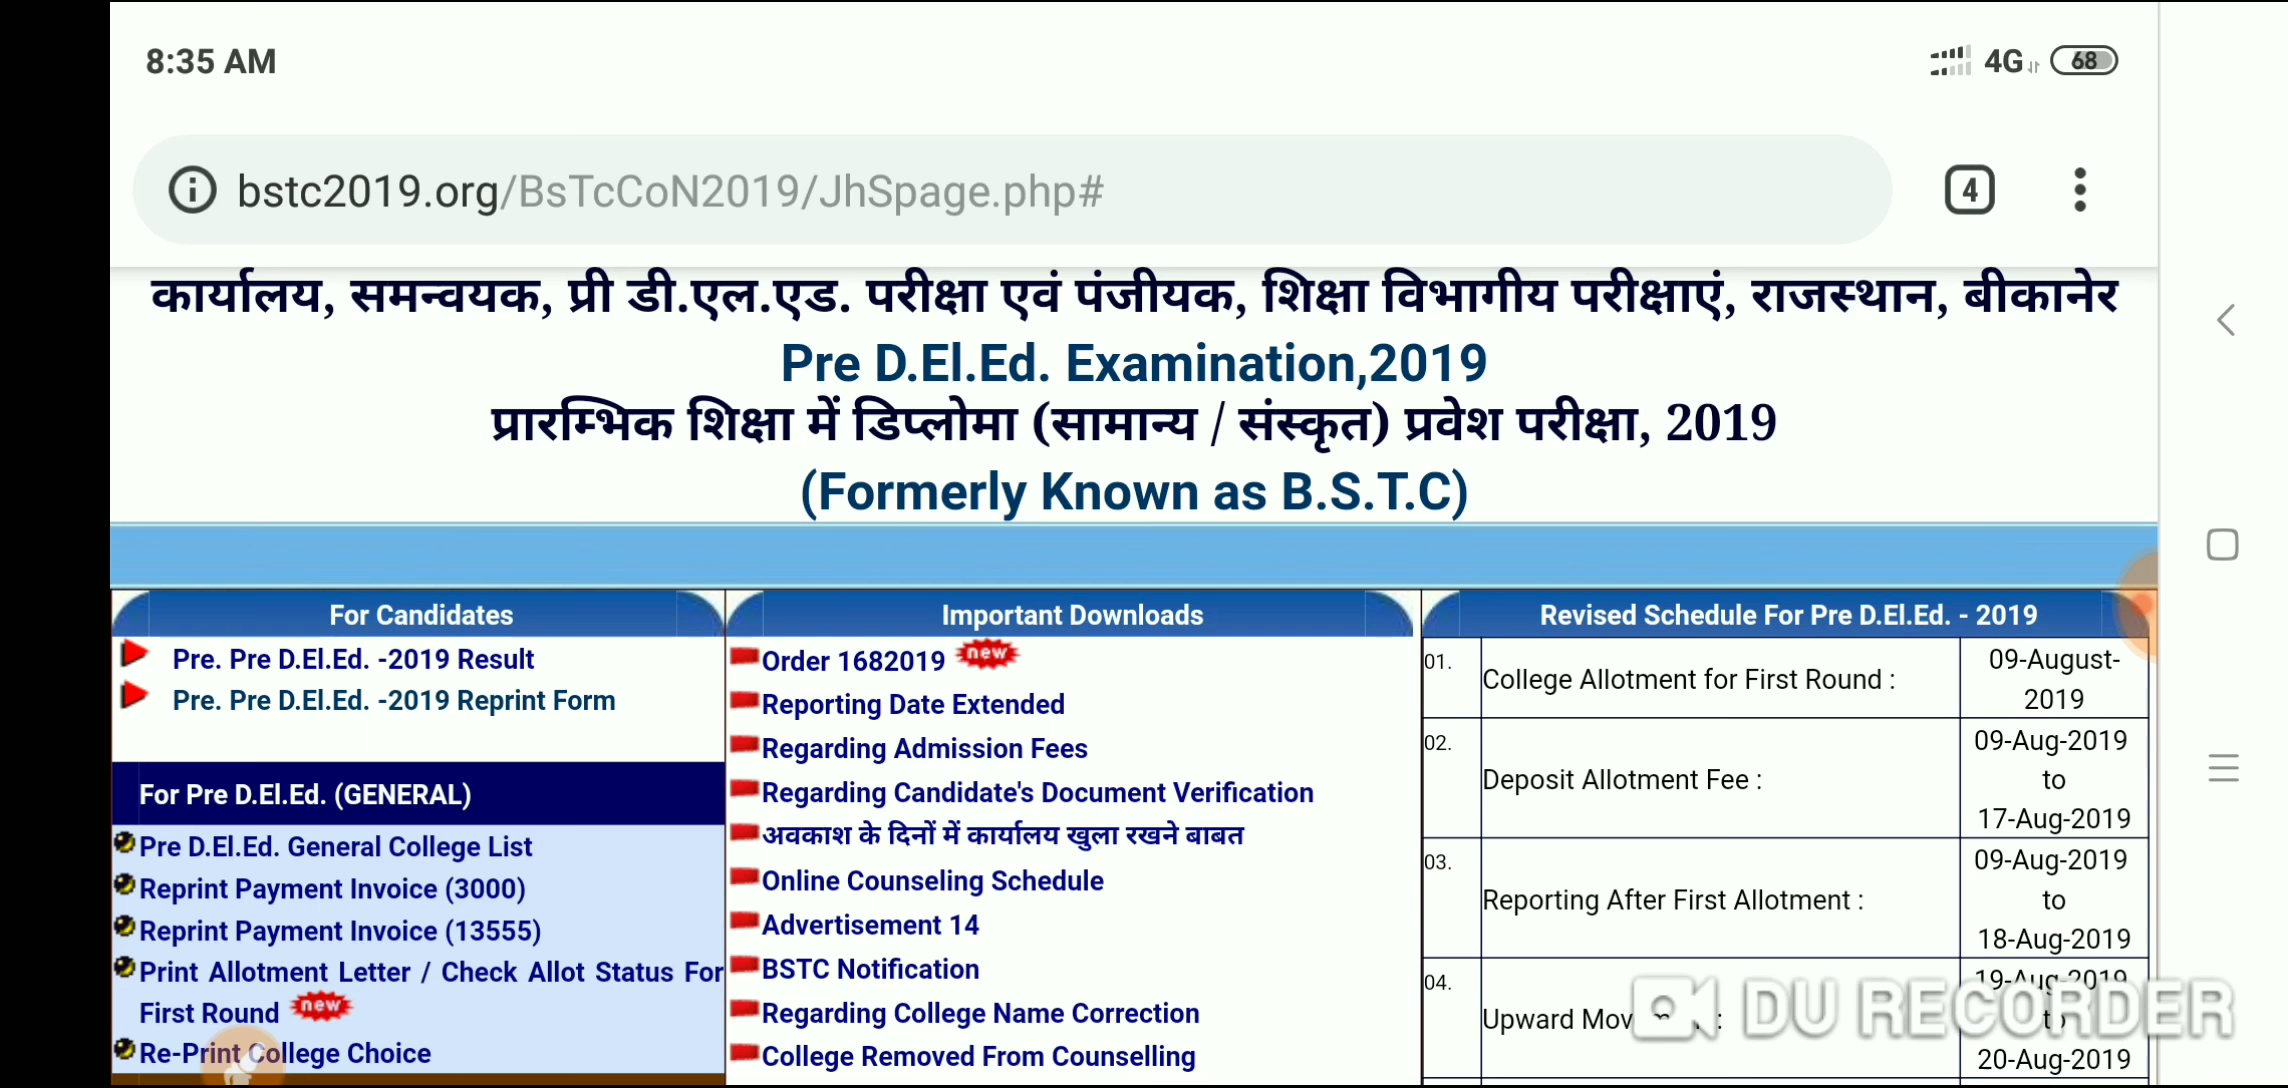 8:35 AM
4G
68
bstc2019.org/BsTcCoN2019/JhSpage.php#
4
कार्यालय, समन्वयक, प्री डी.एल.एड. परीक्षा एवं पंजीयक, शिक्षा विभागीय परीक्षाएं, राजस्थान, बीकानेर
Pre D.El.Ed. Examination,2019
प्रारम्भिक शिक्षा में डिप्लोमा (सामान्य / संस्कृत) प्रवेश परीक्षा, 2019
(Formerly Known as B.S.T.C)
For Candidates
Pre. Pre D.El.Ed. -2019 Result
Pre. Pre D.El.Ed. -2019 Reprint Form
For Pre D.El.Ed. (GENERAL)
Pre D.El.Ed. General College List
Reprint Payment Invoice (3000)
Reprint Payment Invoice (13555)
Print Allotment Letter / Check Allot Status For
First Round new
Re-Print College Choice
Important Downloads
Order 1682019 new
Reporting Date Extended
Regarding Admission Fees
Regarding Candidate's Document Verification
अवकाश के दिनों में कार्यालय खुला रखने बाबत
Online Counseling Schedule
Advertisement 14
BSTC Notification
Regarding College Name Correction
College Removed From Counselling
Revised Schedule For Pre D.El.Ed. - 2019
01. College Allotment for First Round : 09-August-
2019
02. Deposit Allotment Fee : 09-Aug-2019
to
17-Aug-2019
03. Reporting After First Allotment : 09-Aug-2019
to
18-Aug-2019
04. Upward 19-Aug-2019
to
20-Aug-2019
DU RECORDER